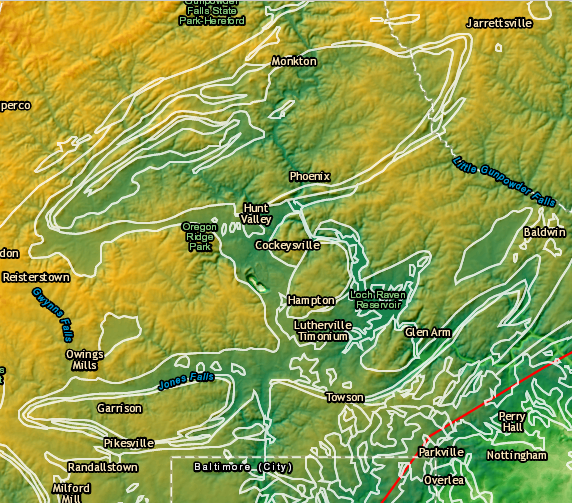 Gunpowder
Falls State
Park-Hereford
Jarrettsville
Monkton
perco
Little Gunpowder Falls
Phoenix
Hunt
Valley
Oregon
Ridge
Park
Baldwin
Cockeysville
don
Reisterstown
Gwynns Falls
Loch Raven
Reservoir
Hampton
Lutherville
Timonium
Glen Arm
Owings
Mills
s
Jones Falls
Towson
Garrison
Perry
Hall
Pikesville
Parkville
Nottingham
Randallstown
Baltimore (City)
Overlea
Milford
Mill